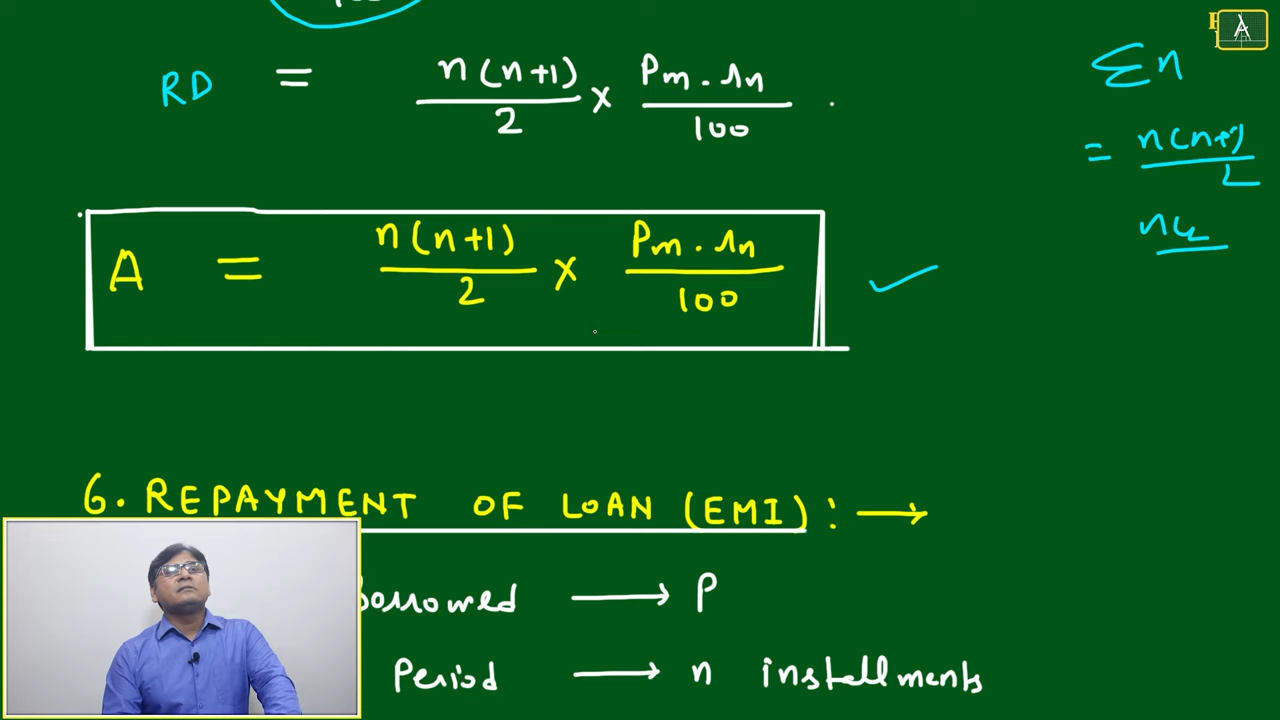 RD = n(n+1)/2 × Pm . rn/100 .
Σn
= n(n+1)/2
A = n(n+1)/2 × Pm . rn/100 ✓
6. REPAYMENT OF LOAN (EMI) : →
Borrowed → P
Period → n installments